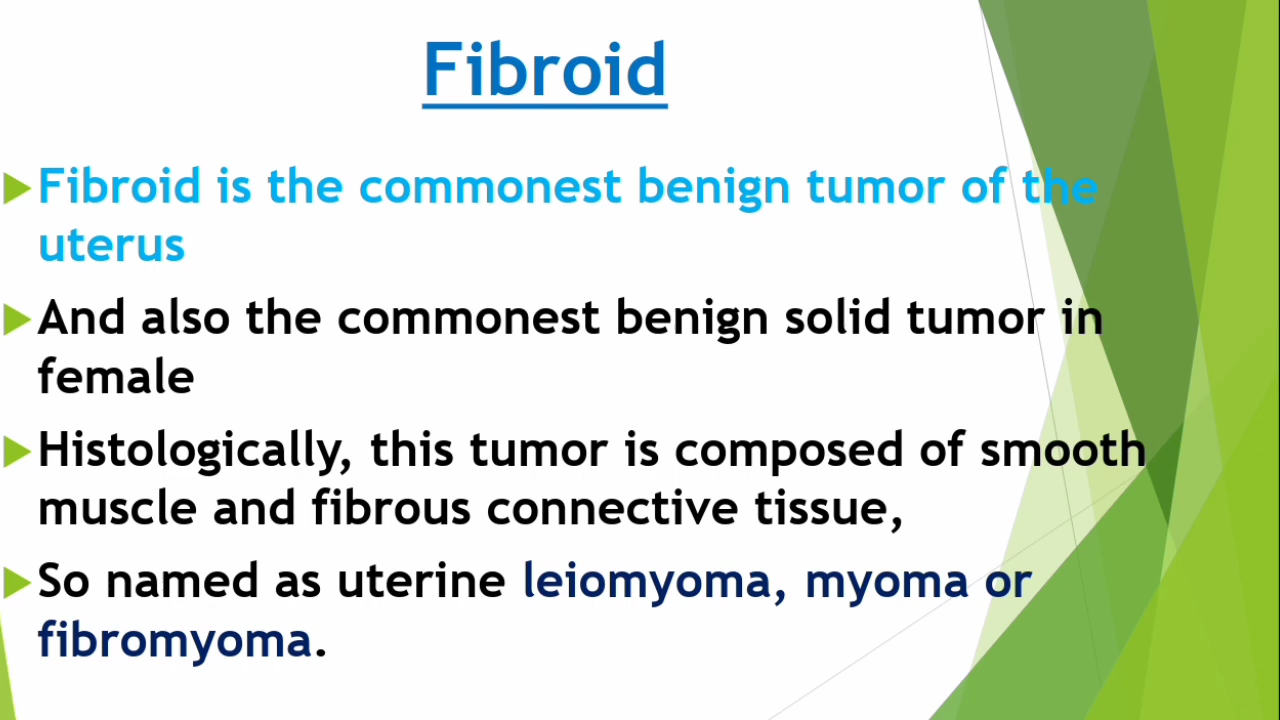 Fibroid
Fibroid is the commonest benign tumor of the
uterus
And also the commonest benign solid tumor in
female
Histologically, this tumor is composed of smooth
muscle and fibrous connective tissue,
So named as uterine leiomyoma, myoma or
fibromyoma.